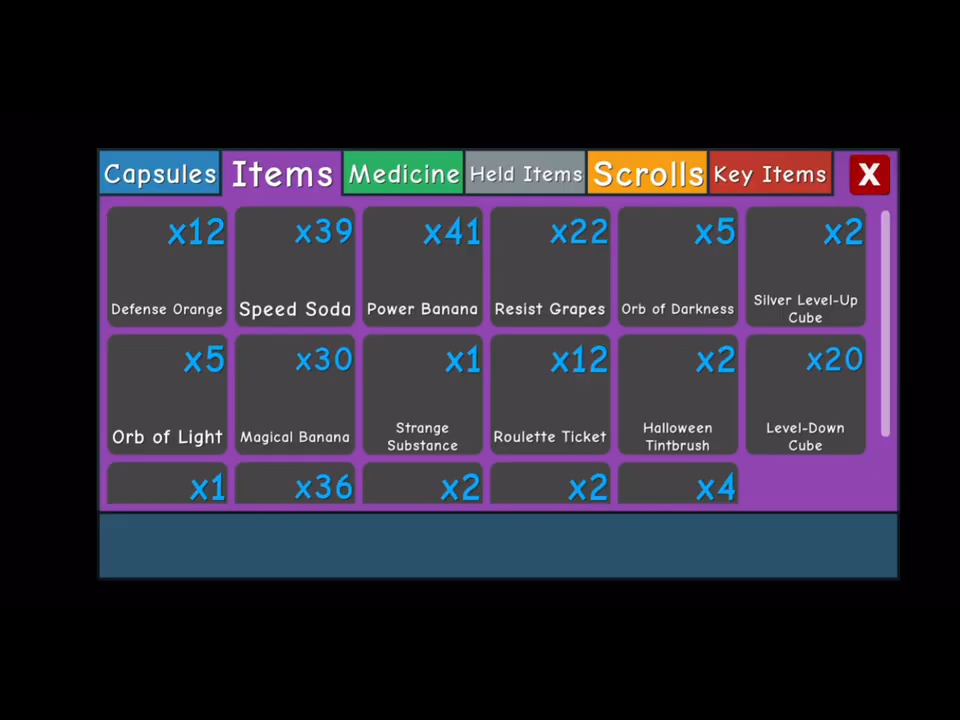 Capsules Items Medicine Held Items Scrolls Key Items X
x12 x39 x41 x22 x5 x2
Defense Orange Speed Soda Power Banana Resist Grapes Orb of Darkness Silver Level-Up
Cube
x5 x30 x1 x12 x2 x20
Orb of Light Magical Banana Strange
Substance Roulette Ticket Halloween
Tintbrush Level-Down
Cube
x1 x36 x2 x2 x4